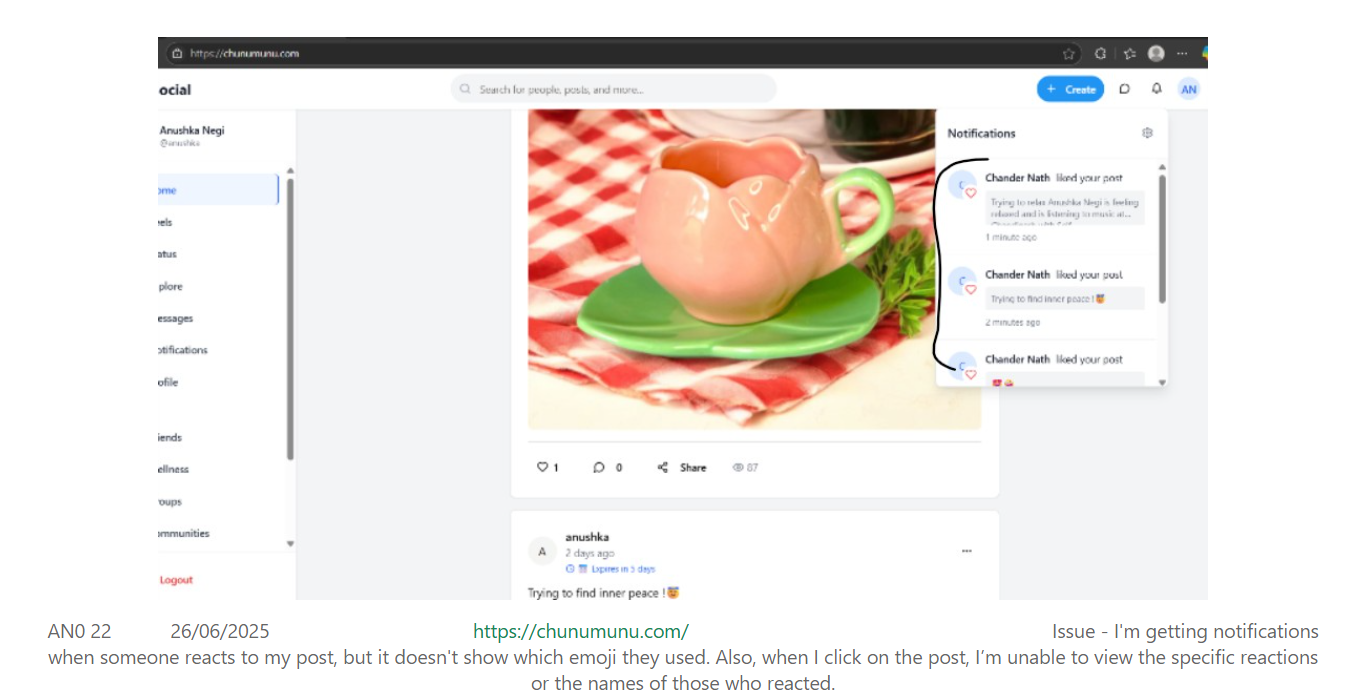 https://chunumunu.com
ocial
Search for people, posts, and more...
+ Create
AN
Anushka Negi
@anushka
ome
eels
atus
plore
essages
otifications
rofile
iends
ellness
roups
ommunities
Logout
1
0
Share
87
A
anushka
2 days ago
Expires in 5 days
Trying to find inner peace !😇
Notifications
C
Chander Nath liked your post
Trying to relax Anushka Negi is feeling
relaxed and is listening to music at...
1 minute ago
C
Chander Nath liked your post
Trying to find inner peace !😇
2 minutes ago
C
Chander Nath liked your post
AN0 22 26/06/2025 https://chunumunu.com/ Issue - I'm getting notifications
when someone reacts to my post, but it doesn't show which emoji they used. Also, when I click on the post, I’m unable to view the specific reactions
or the names of those who reacted.